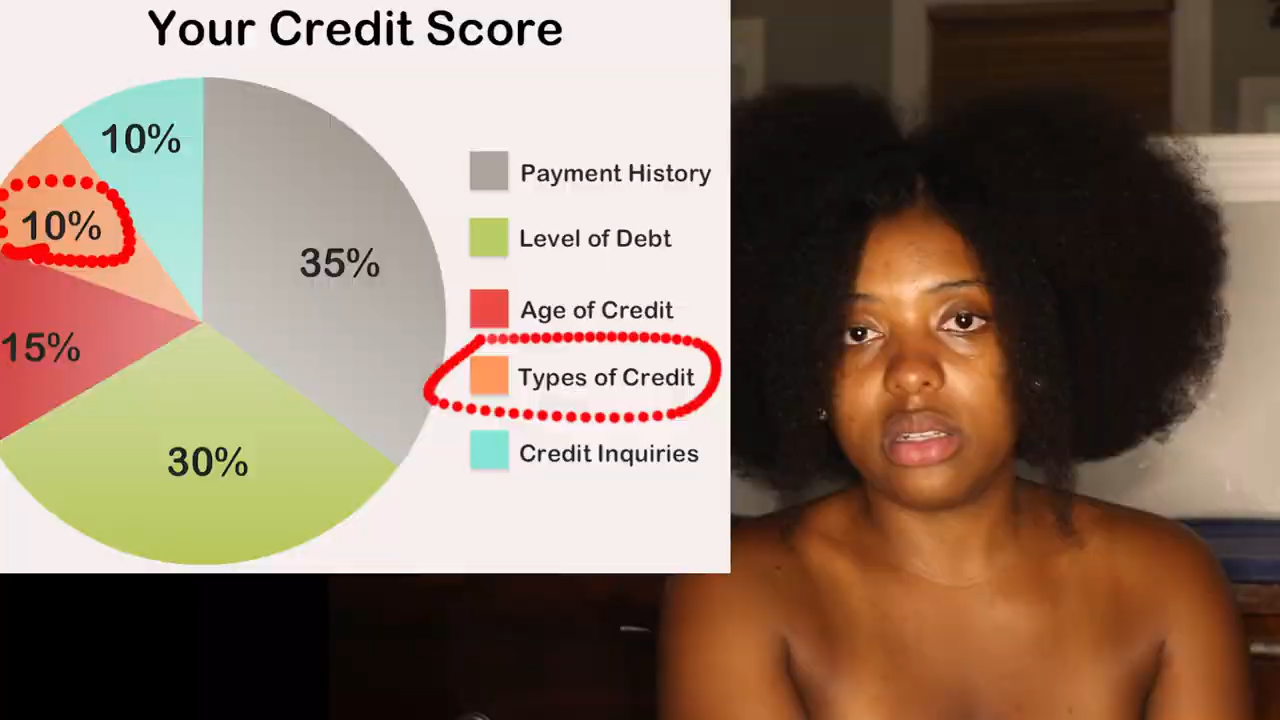 Your Credit Score
10%
10%
35%
15%
30%
Payment History
Level of Debt
Age of Credit
Types of Credit
Credit Inquiries